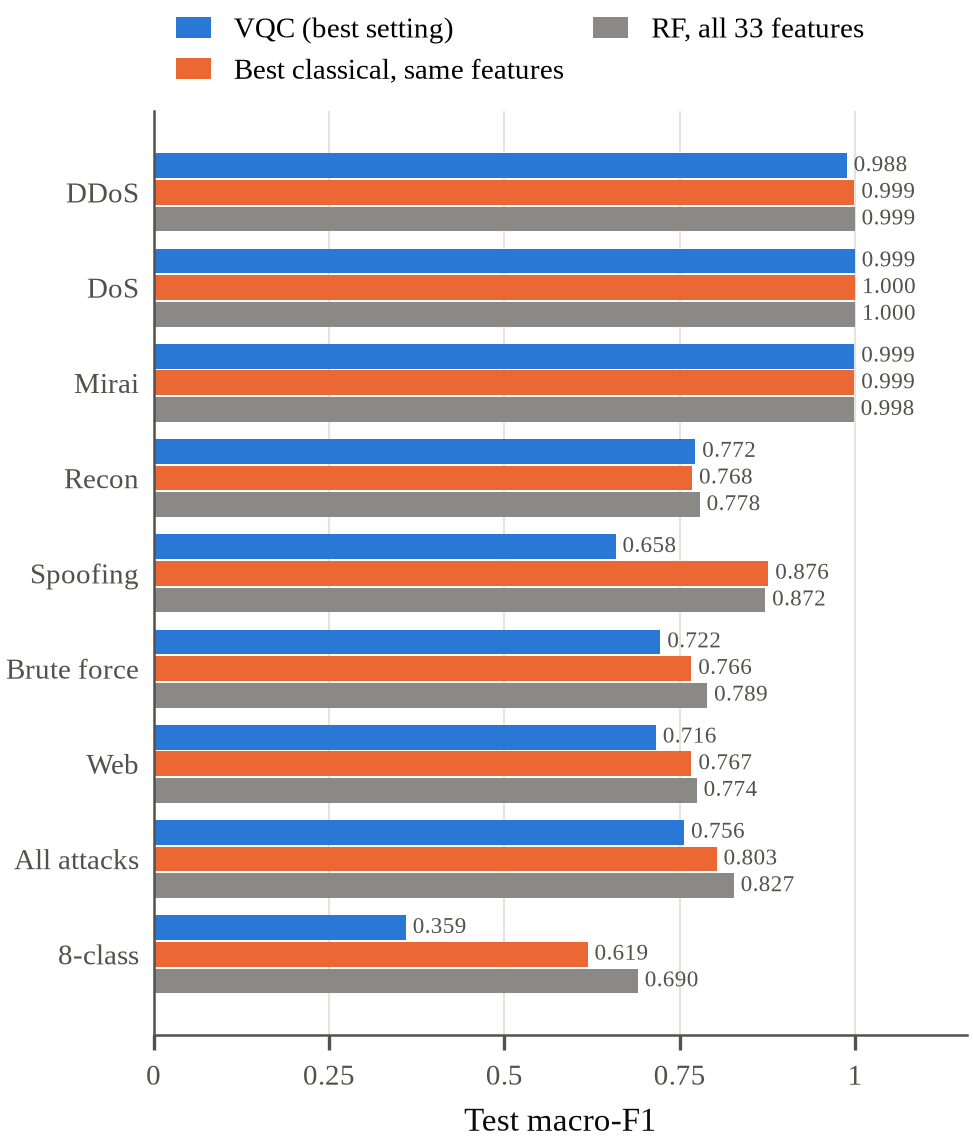 VQC (best setting)
RF, all 33 features
Best classical, same features
DDoS
0.988
0.999
0.999
DoS
0.999
1.000
1.000
Mirai
0.999
0.999
0.998
Recon
0.772
0.768
0.778
Spoofing
0.658
0.876
0.872
Brute force
0.722
0.766
0.789
Web
0.716
0.767
0.774
All attacks
0.756
0.803
0.827
8-class
0.359
0.619
0.690
0 0.25 0.5 0.75 1
Test macro-F1